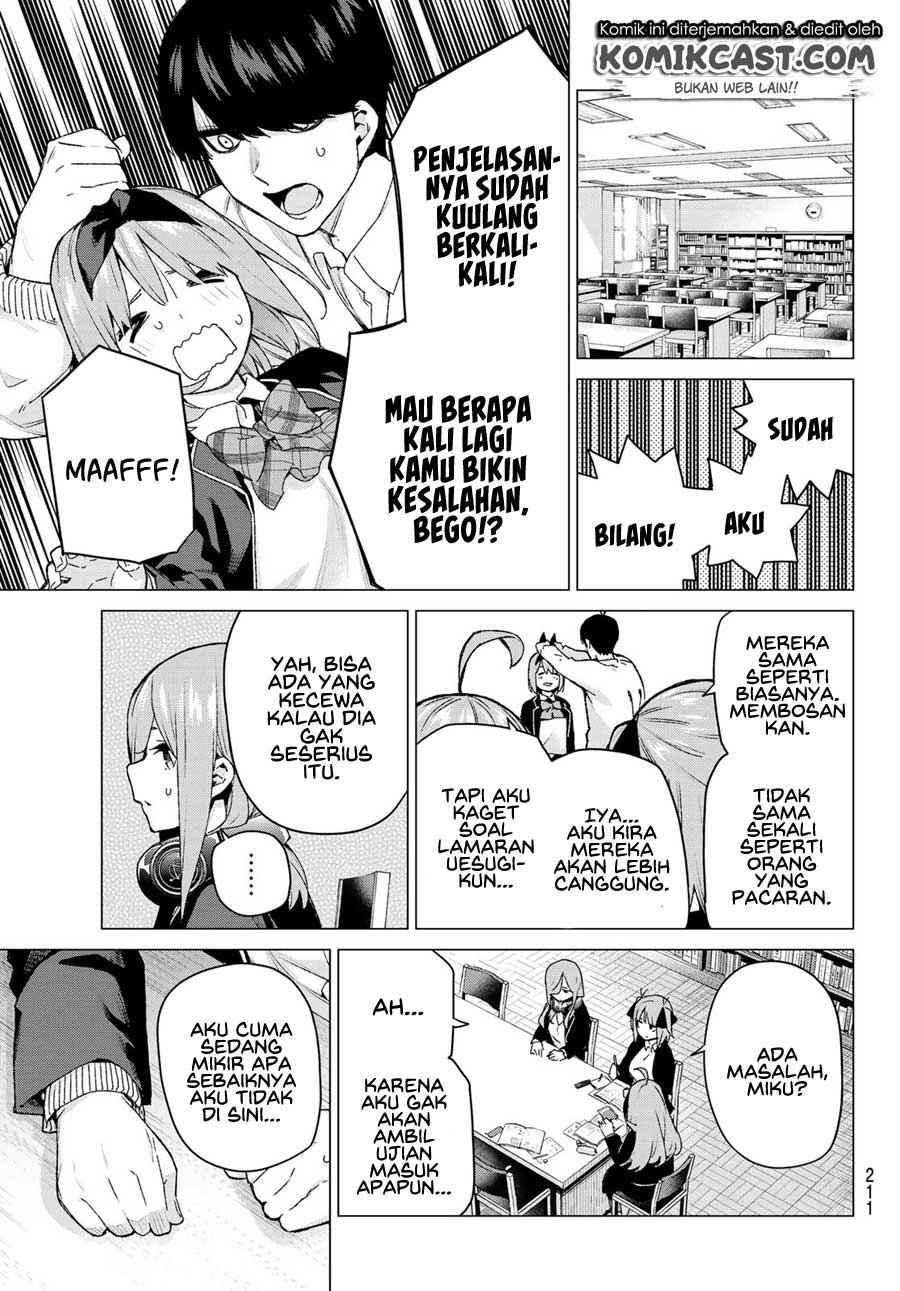 Komik ini diterjemahkan & diedit oleh
KOMIKCAST.COM
BUKAN WEB LAIN!!
SUDAH
AKU
BILANG!
PENJELASAN-
NYA SUDAH
KUULANG
BERKALI-
KALI!
MAU BERAPA
KALI LAGI
KAMU BIKIN
KESALAHAN,
BEGO!?
MAAFFF!
MEREKA
SAMA
SEPERTI
BIASANYA.
MEMBOSAN
KAN.
TIDAK
SAMA
SEKALI
SEPERTI
ORANG
YANG
PACARAN.
IYA...
AKU KIRA
MEREKA
AKAN LEBIH
CANGGUNG.
TAPI AKU
KAGET
SOAL
LAMARAN
UESUGI-
KUN...
YAH, BISA
ADA YANG
KECEWA
KALAU DIA
GAK
SESERIUS
ITU.
......
ADA
MASALAH,
MIKU?
AH...
KARENA
AKU GAK
AKAN
AMBIL
UJIAN
MASUK
APAPUN...
AKU CUMA
SEDANG
MIKIR APA
SEBAIKNYA
AKU TIDAK
DI SINI...
211